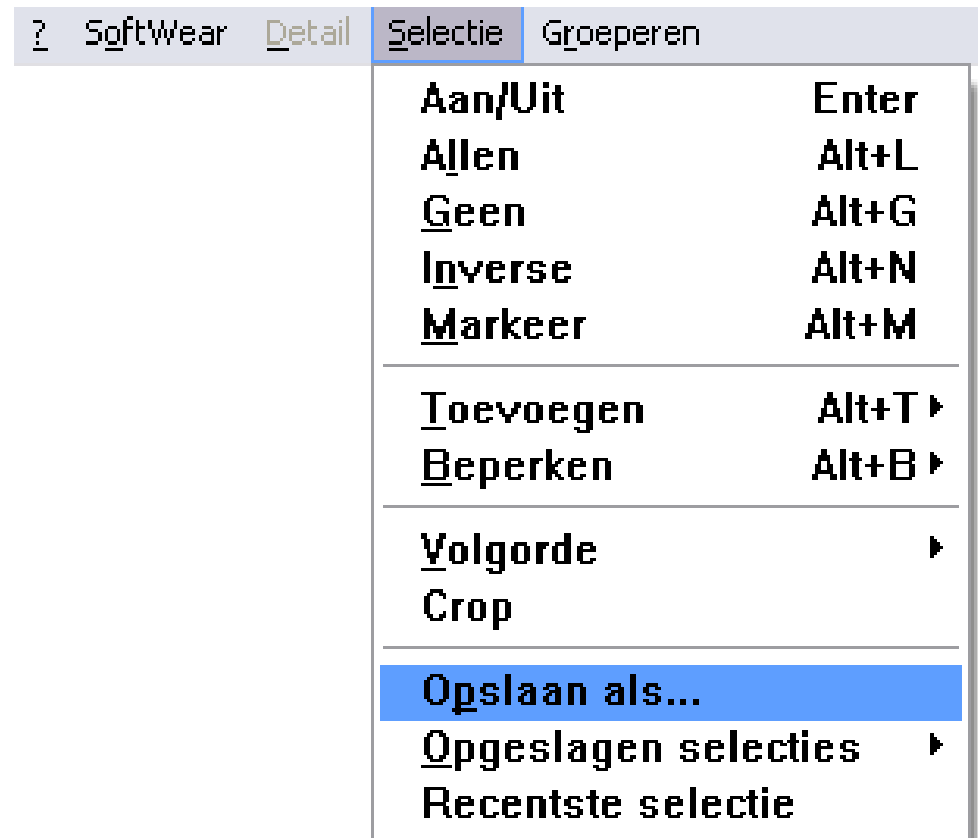 ? SoftWear Detail Selectie Groeperen
Aan/Uit Enter
Allen Alt+L
Geen Alt+G
Inverse Alt+N
Markeer Alt+M
Toevoegen Alt+T
Beperken Alt+B
Volgorde
Crop
Opslaan als...
Opgeslagen selecties
Recentste selectie